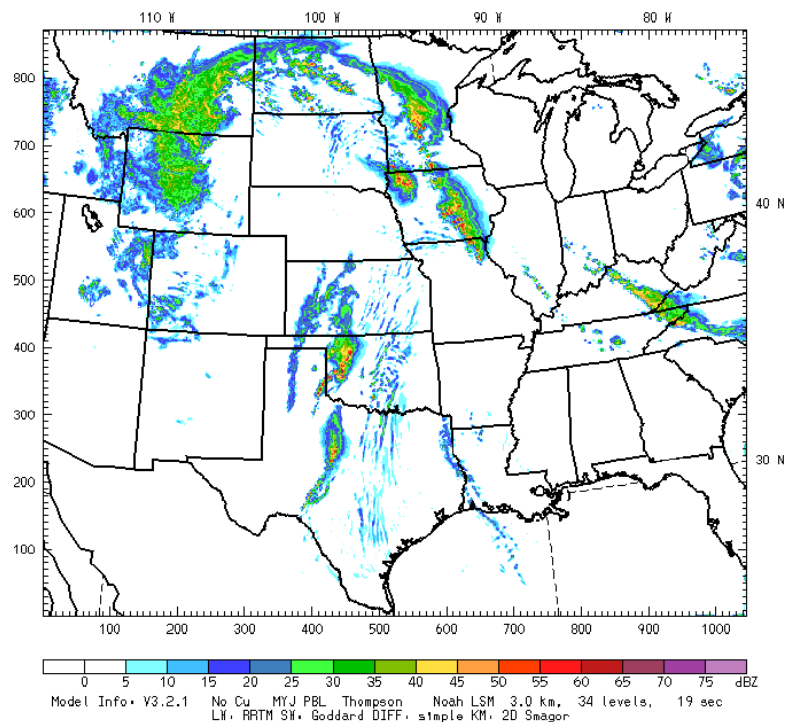 110 W 100 W 90 W 80 W
800
700
600 40 N
500
400
300
30 N
200
100
100 200 300 400 500 600 700 800 900 1000
0 5 10 15 20 25 30 35 40 45 50 55 60 65 70 75 dBZ
Model Info: V3.2.1 No Cu MYJ PBL Thompson Noah LSM 3.0 km, 34 levels, 19 sec
LW: RRTM SW: Goddard DIFF: simple KM: 2D Smagor